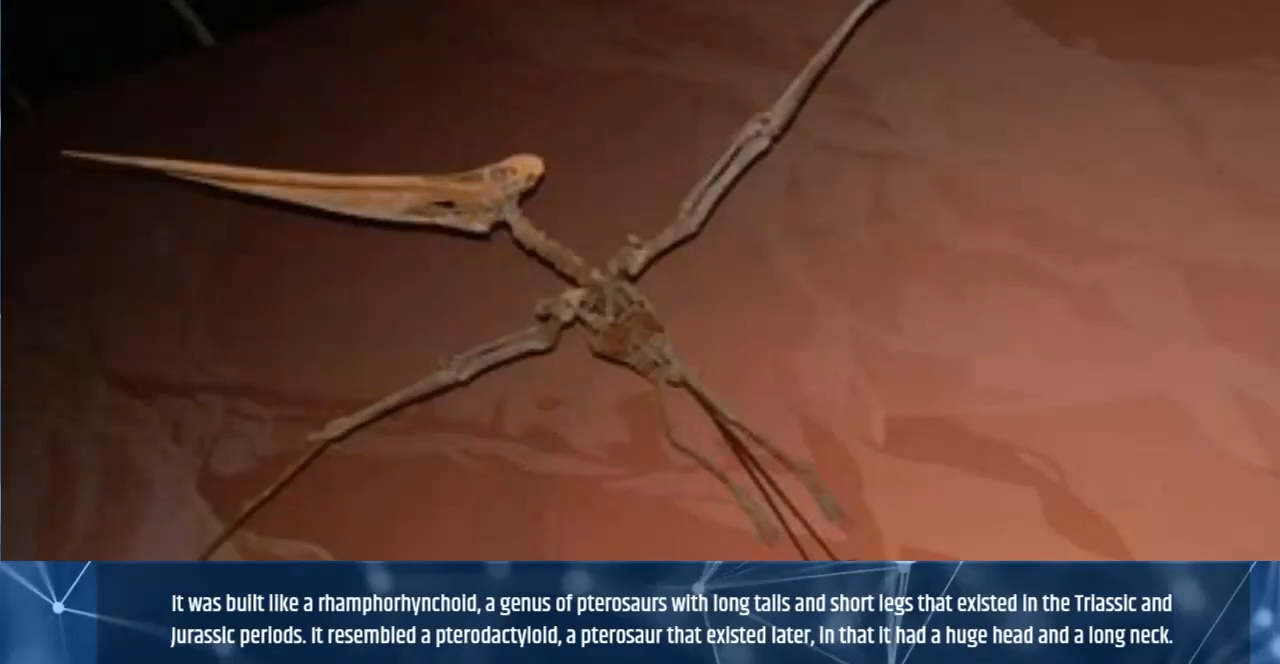 It was built like a rhamphorhynchoid, a genus of pterosaurs with long tails and short legs that existed in the Triassic and
Jurassic periods. It resembled a pterodactyloid, a pterosaur that existed later, in that it had a huge head and a long neck.